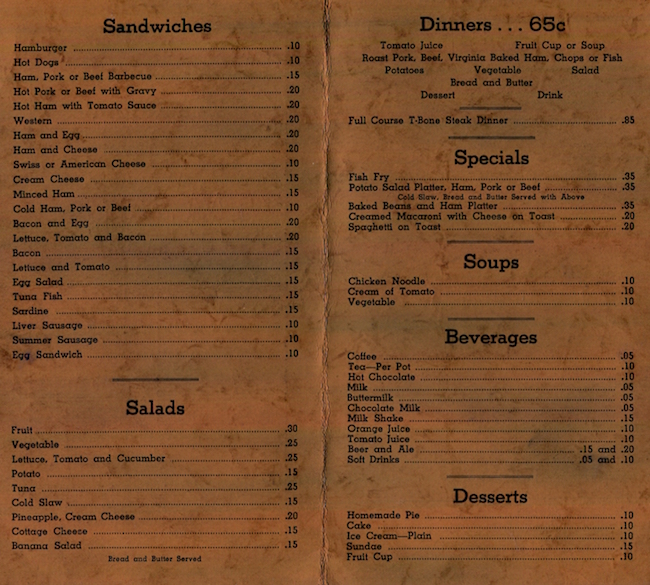 Sandwiches
Hamburger .10
Hot Dogs .10
Ham, Pork or Beef Barbecue .15
Hot Pork or Beef with Gravy .20
Hot Ham with Tomato Sauce .20
Western .20
Ham and Egg .20
Ham and Cheese .20
Swiss or American Cheese .10
Cream Cheese .15
Minced Ham .15
Cold Ham, Pork or Beef .10
Bacon and Egg .20
Lettuce, Tomato and Bacon .20
Bacon .15
Lettuce and Tomato .15
Egg Salad .15
Tuna Fish .15
Sardine .15
Liver Sausage .10
Summer Sausage .10
Egg Sandwich .10
Salads
Fruit .30
Vegetable .25
Lettuce, Tomato and Cucumber .25
Potato .15
Tuna .25
Cold Slaw .15
Pineapple, Cream Cheese .20
Cottage Cheese .15
Banana Salad .15
Bread and Butter Served
Dinners . . . 65c
Tomato Juice Fruit Cup or Soup
Roast Pork, Beef, Virginia Baked Ham, Chops or Fish
Potatoes Vegetable Salad
Bread and Butter
Dessert Drink
Full Course T-Bone Steak Dinner .85
Specials
Fish Fry .35
Potato Salad Platter, Ham, Pork or Beef .35
Cold Slaw, Bread and Butter Served with Above
Baked Beans and Ham Platter .35
Creamed Macaroni with Cheese on Toast .20
Spaghetti on Toast .20
Soups
Chicken Noodle .10
Cream of Tomato .10
Vegetable .10
Beverages
Coffee .05
Tea—Per Pot .10
Hot Chocolate .10
Milk .05
Buttermilk .05
Chocolate Milk .05
Milk Shake .15
Orange Juice .10
Tomato Juice .10
Beer and Ale .15 and .20
Soft Drinks .05 and .10
Desserts
Homemade Pie .10
Cake .10
Ice Cream—Plain .10
Sundae .15
Fruit Cup .10